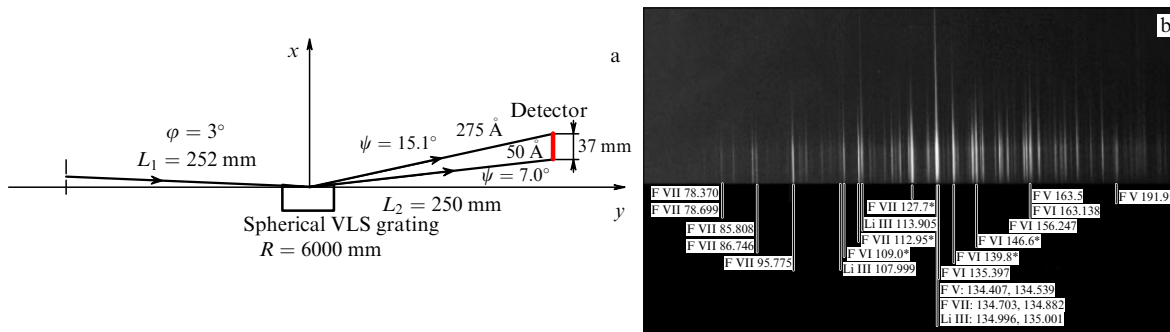 a
x
Detector
φ = 3°
L₁ = 252 mm
ψ = 15.1°
275 Å
50 Å
37 mm
ψ = 7.0°
L₂ = 250 mm
y
Spherical VLS grating
R = 6000 mm
b
F VII 78.370
F VII 78.699
F VII 85.808
F VII 86.746
F VII 95.775
F VII 127.7*
Li III 113.905
F VII 112.95*
F VI 109.0*
Li III 107.999
F V 163.5
F VI 163.138
F VI 156.247
F VI 146.6*
F VI 139.8*
F VI 135.397
F V: 134.407, 134.539
F VII: 134.703, 134.882
Li III: 134.996, 135.001
F V 191.9